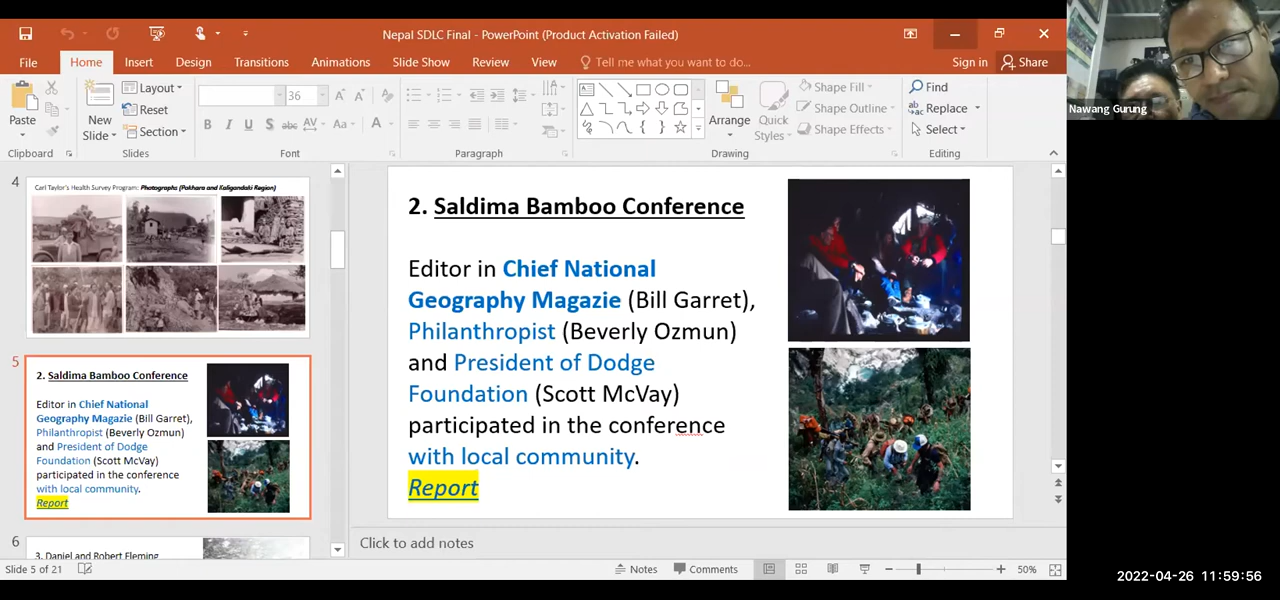 Nepal SDLC Final - PowerPoint (Product Activation Failed)
File Home Insert Design Transitions Animations Slide Show Review View Tell me what you want to do... Sign in Share
Paste
New Slide
Layout
Reset
Section
36
B I U S abc AV Aa A
Arrange
Quick Styles
Shape Fill
Shape Outline
Shape Effects
Find
Replace
Select
Clipboard Slides Font Paragraph Drawing Editing
4
Carl Taylor's Health Survey Program: Photographs (Pokhara and Kaligandaki Region)
5
2. Saldima Bamboo Conference
Editor in Chief National
Geography Magazie (Bill Garret),
Philanthropist (Beverly Ozmun)
and President of Dodge
Foundation (Scott McVay)
participated in the conference
with local community.
Report
6
3. Daniel and Robert Fleming
2. Saldima Bamboo Conference
Editor in Chief National
Geography Magazie (Bill Garret),
Philanthropist (Beverly Ozmun)
and President of Dodge
Foundation (Scott McVay)
participated in the conference
with local community.
Report
Click to add notes
Slide 5 of 21 Notes Comments 50%
Nawang Gurung
2022-04-26 11:59:56